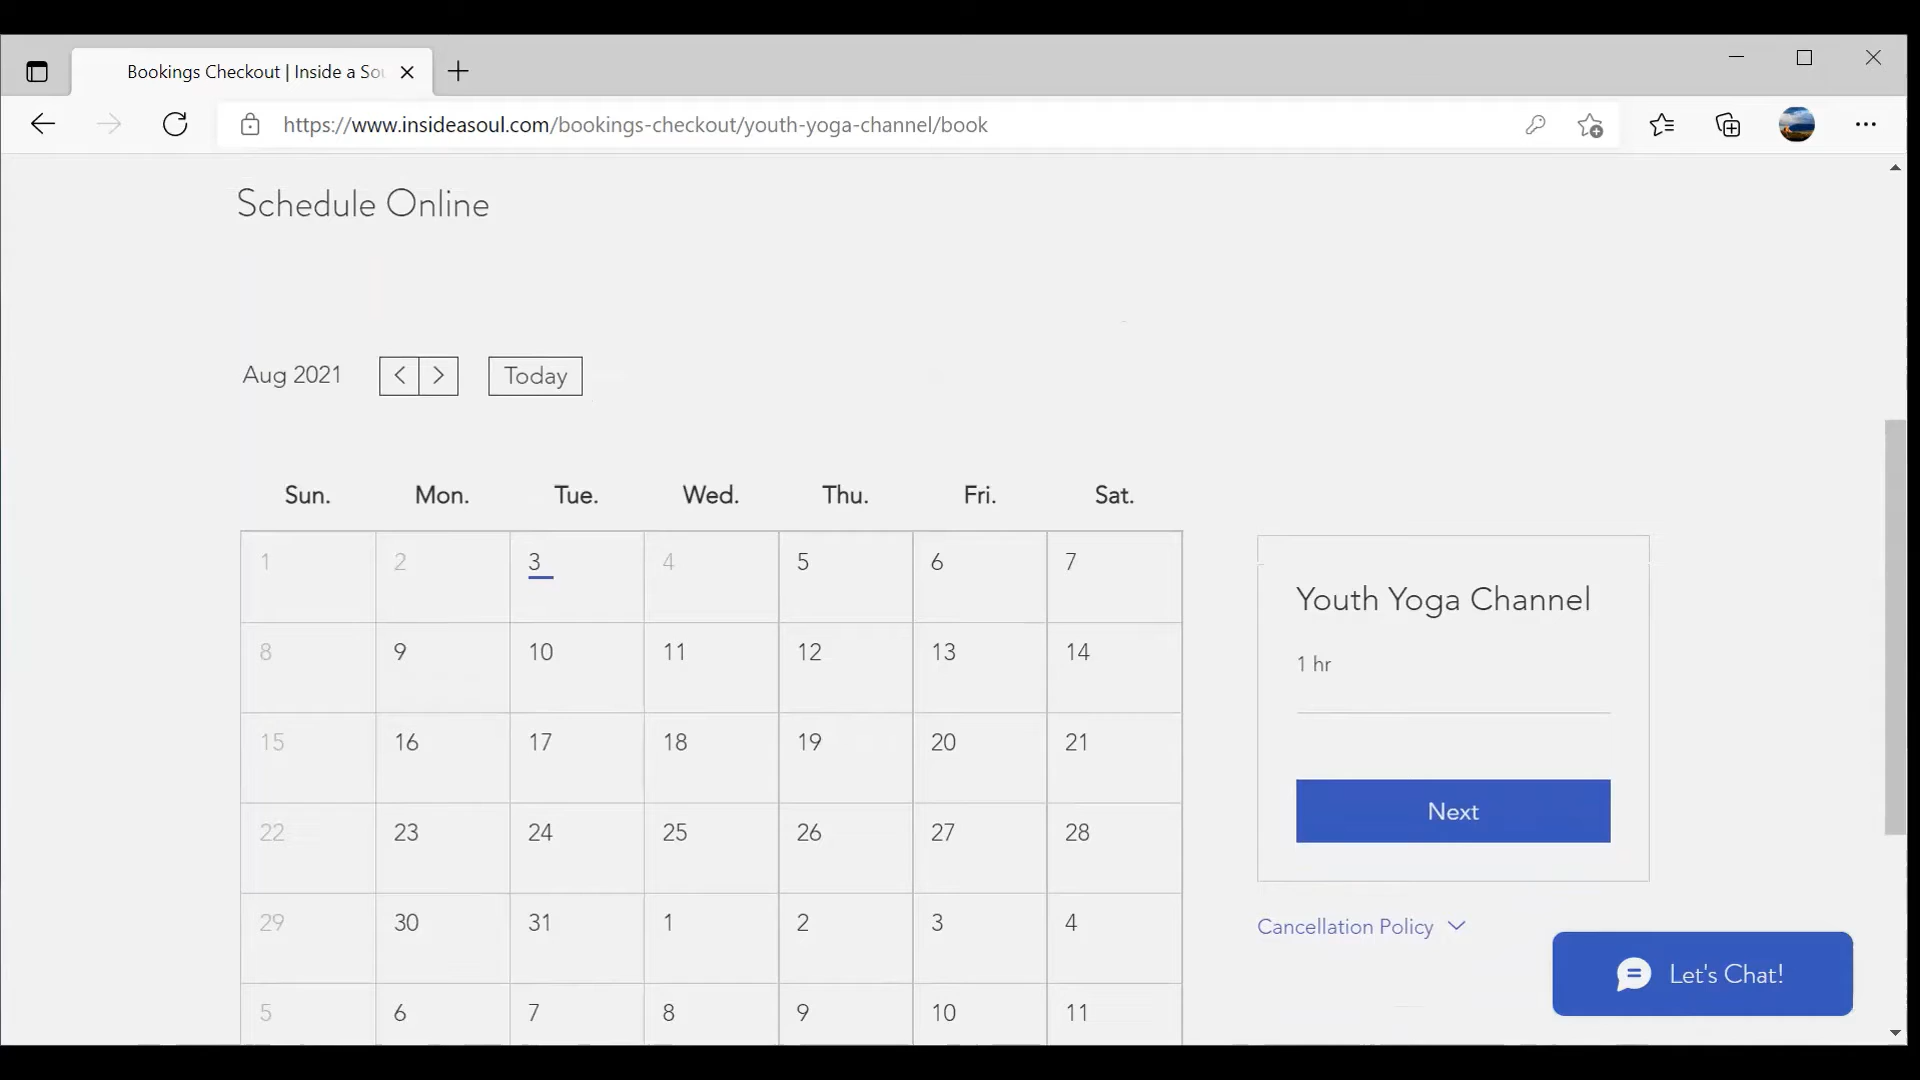 Bookings Checkout | Inside a Sou
https://www.insideasoul.com/bookings-checkout/youth-yoga-channel/book
Schedule Online
Aug 2021
Today
Sun. Mon. Tue. Wed. Thu. Fri. Sat.
1 2 3 4 5 6 7
8 9 10 11 12 13 14
15 16 17 18 19 20 21
22 23 24 25 26 27 28
29 30 31 1 2 3 4
5 6 7 8 9 10 11
Youth Yoga Channel
1 hr
Next
Cancellation Policy
Let's Chat!